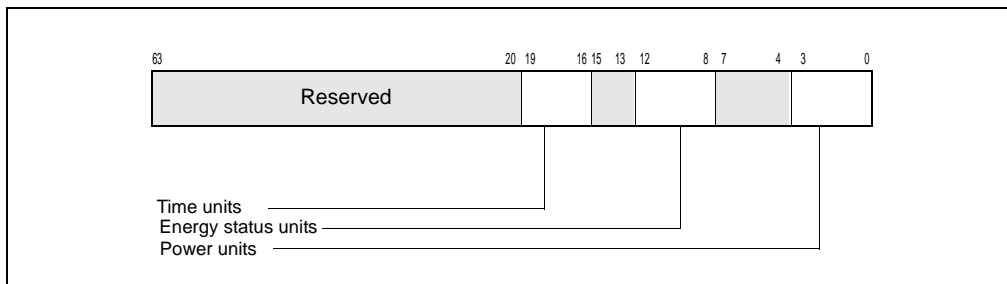 63 20 19 16 15 13 12 8 7 4 3 0
Reserved
Time units
Energy status units
Power units